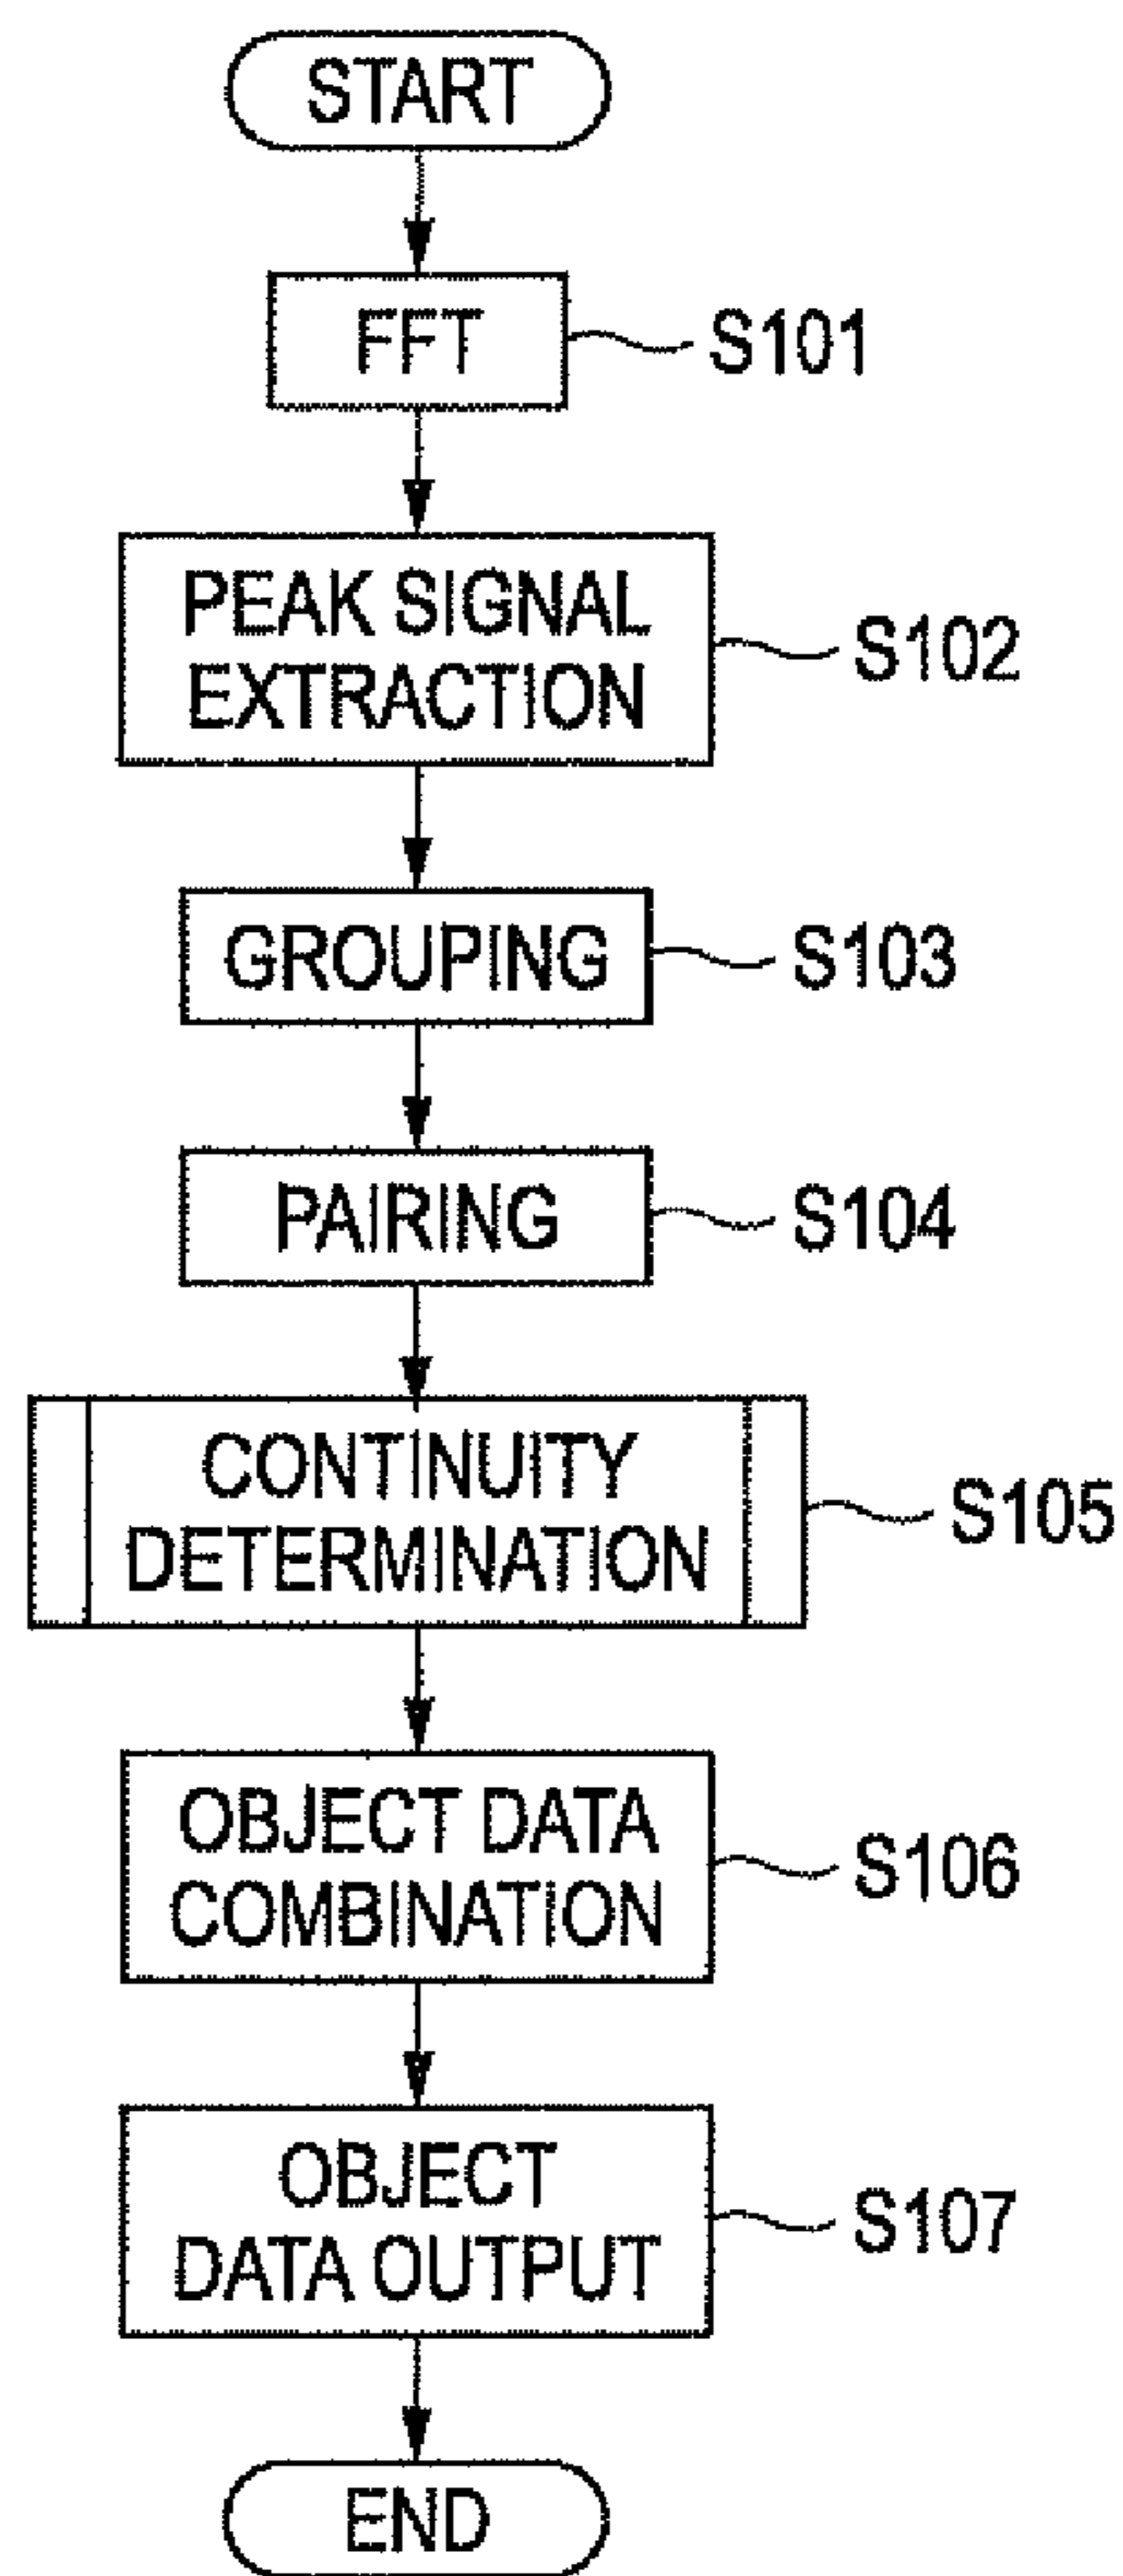 START
FFT
S101
PEAK SIGNAL
EXTRACTION
S102
GROUPING
S103
PAIRING
S104
CONTINUITY
DETERMINATION
S105
OBJECT DATA
COMBINATION
S106
OBJECT
DATA OUTPUT
S107
END